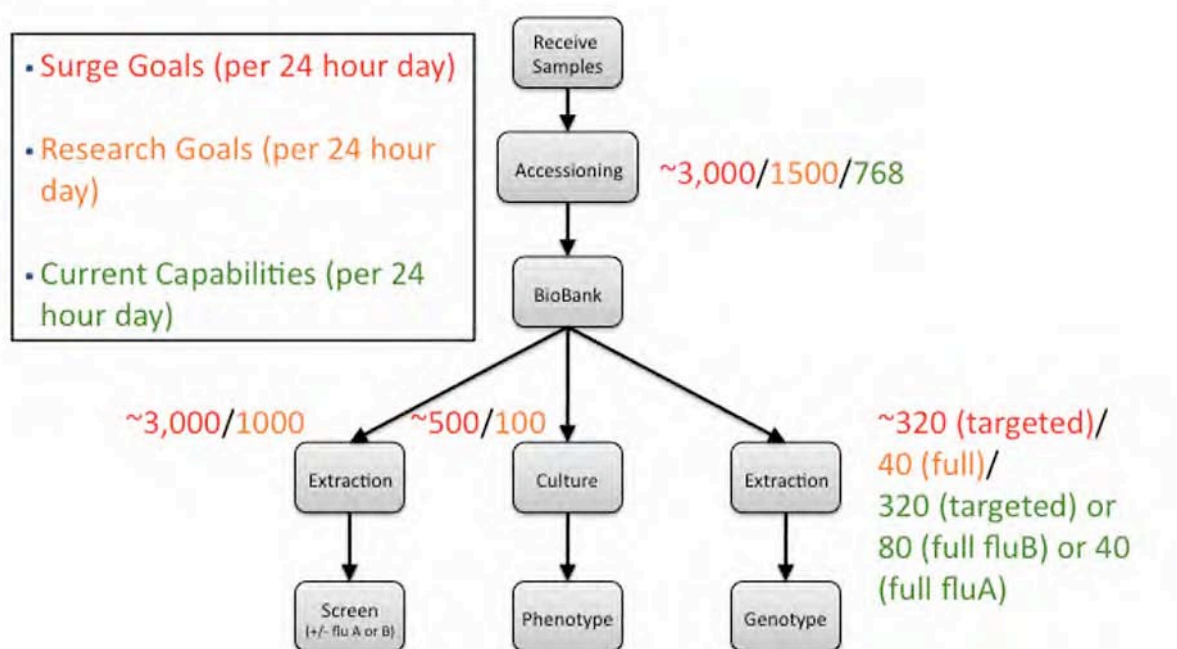 ▪ Surge Goals (per 24 hour day)
▪ Research Goals (per 24 hour
day)
▪ Current Capabilities (per 24
hour day)
Receive
Samples
Accessioning
~3,000/1500/768
BioBank
~3,000/1000
~500/100
~320 (targeted)/
40 (full)/
320 (targeted) or
80 (full fluB) or 40
(full fluA)
Extraction
Culture
Extraction
Screen
(+/- flu A or B)
Phenotype
Genotype